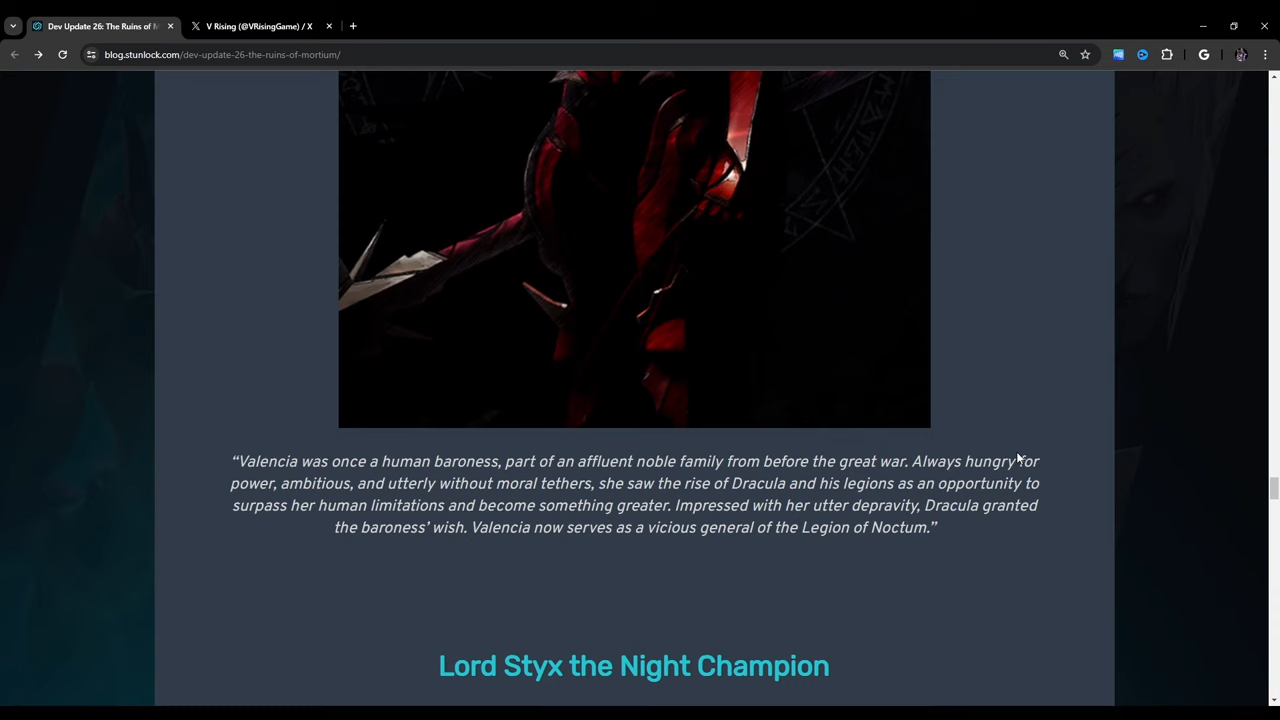 Dev Update 26: The Ruins of M
V Rising (@VRisingGame) / X
blog.stunlock.com/dev-update-26-the-ruins-of-mortium/
“Valencia was once a human baroness, part of an affluent noble family from before the great war. Always hungry for
power, ambitious, and utterly without moral tethers, she saw the rise of Dracula and his legions as an opportunity to
surpass her human limitations and become something greater. Impressed with her utter depravity, Dracula granted
the baroness’ wish. Valencia now serves as a vicious general of the Legion of Noctum.”
Lord Styx the Night Champion